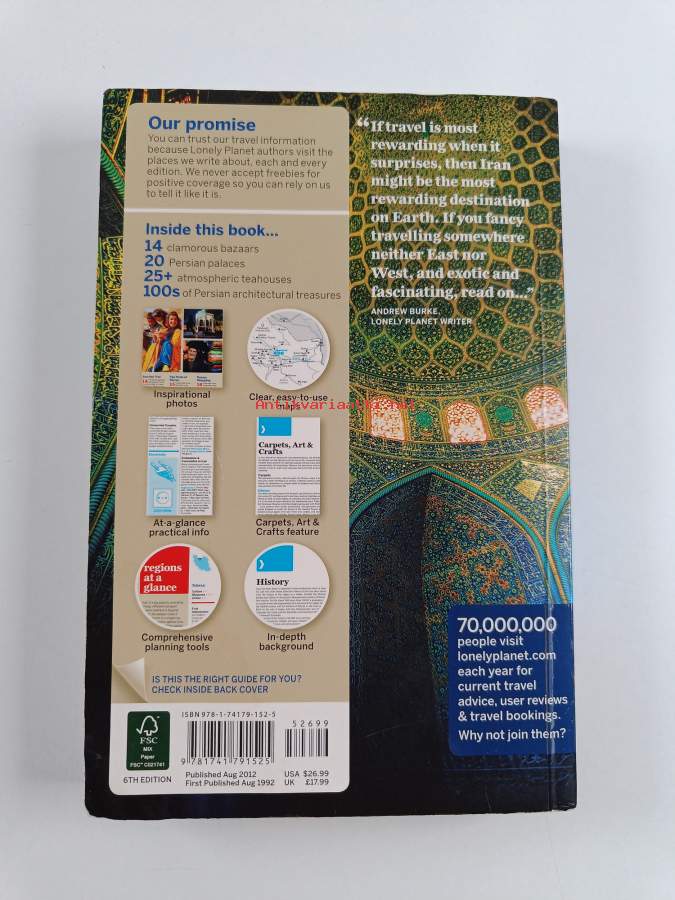 Our promise
You can trust our travel information
because Lonely Planet authors visit the
places we write about, each and every
edition. We never accept freebies for
positive coverage so you can rely on us
to tell it like it is.
Inside this book...
14 clamorous bazaars
20 Persian palaces
25+ atmospheric teahouses
100s of Persian architectural treasures
Inspirational
photos
Clear, easy-to-use
maps
Antikvariaatti.net
Carpets, Art &
Crafts
At-a-glance
practical info
Carpets, Art &
Crafts feature
regions
at a
glance
History
Comprehensive
planning tools
In-depth
background
IS THIS THE RIGHT GUIDE FOR YOU?
CHECK INSIDE BACK COVER
FSC
MIX
Paper
FSC™ C021741
6TH EDITION
ISBN 978-1-74179-152-5
52699
9 781741 791525
Published Aug 2012
First Published Aug 1992
USA $26.99
UK £17.99
“If travel is most
rewarding when it
surprises, then Iran
might be the most
rewarding destination
on Earth. If you fancy
travelling somewhere
neither East nor
West, and exotic and
fascinating, read on...”
ANDREW BURKE,
LONELY PLANET WRITER
70,000,000
people visit
lonelyplanet.com
each year for
current travel
advice, user reviews
& travel bookings.
Why not join them?